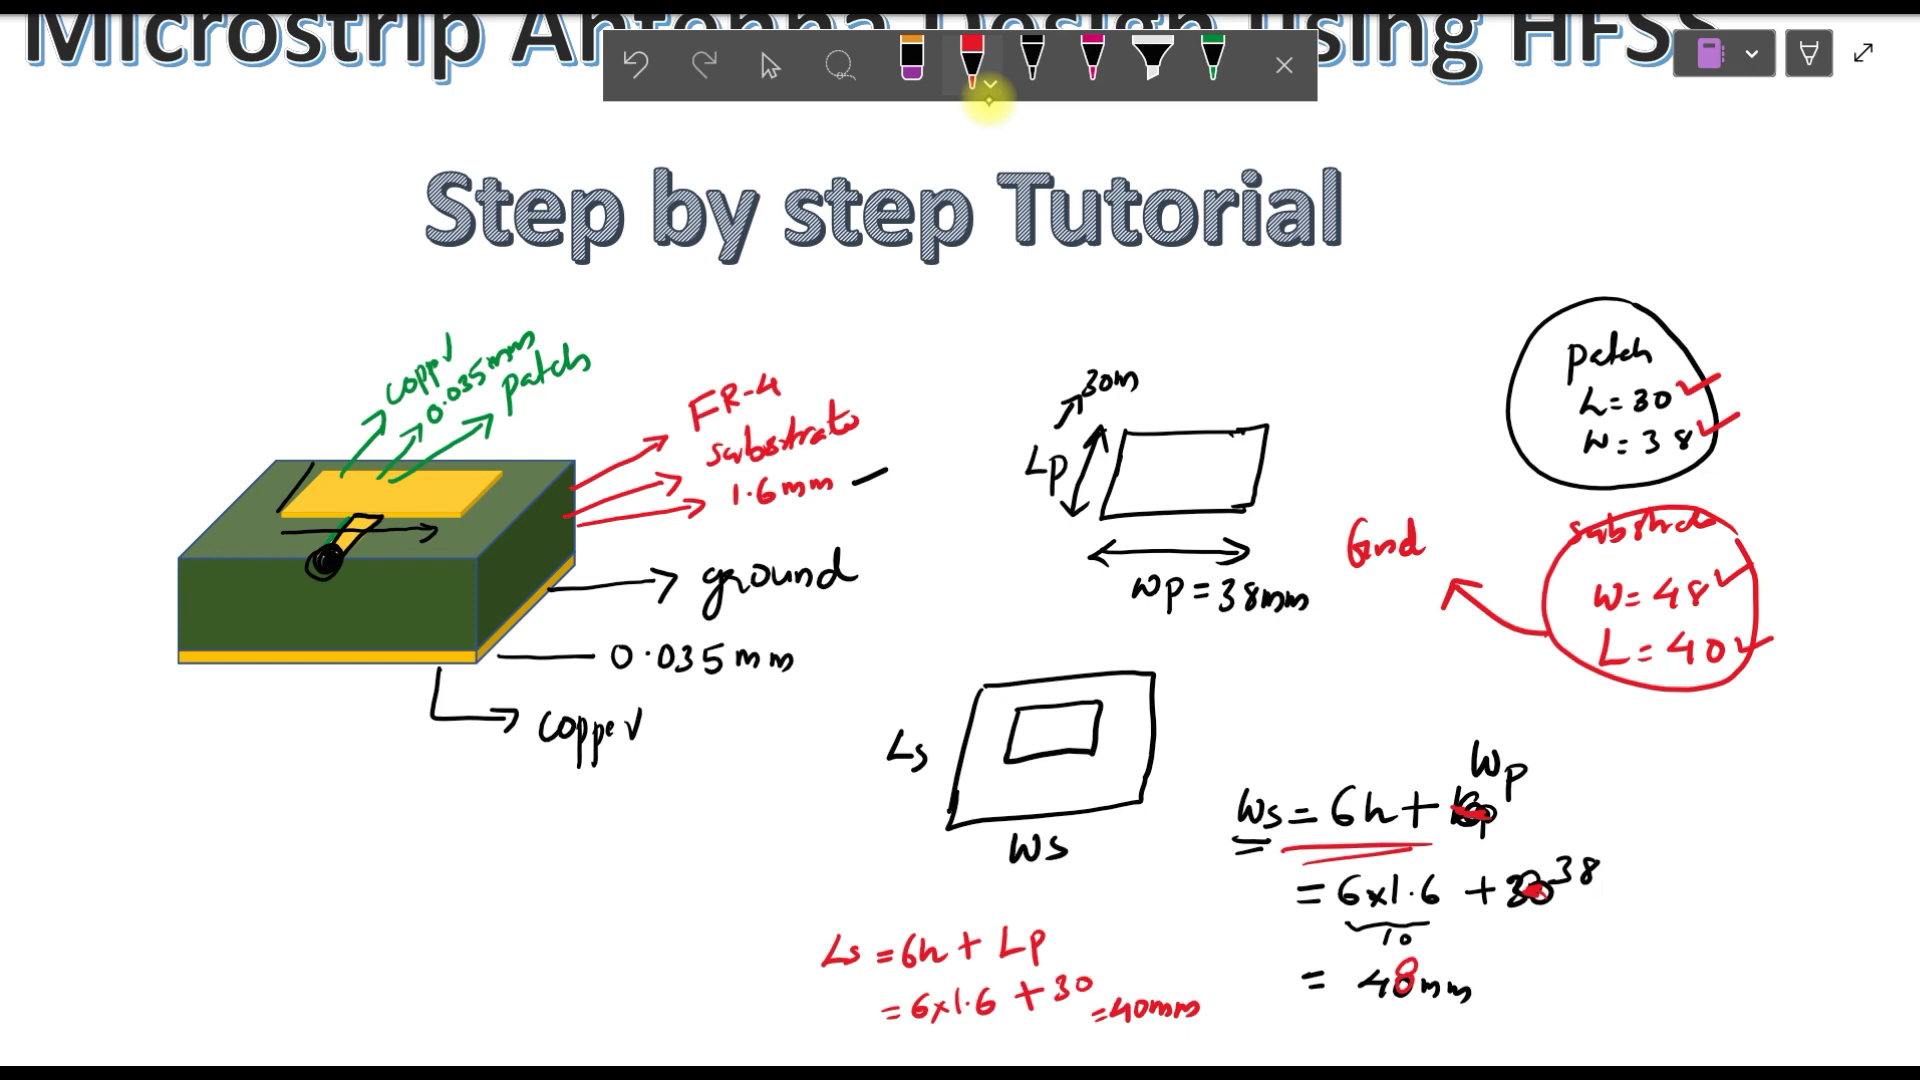 Microstrip Antenna Design using HFSS
Step by step Tutorial
copper
0.035mm
patch
FR-4
substrate
1.6mm
ground
0.035mm
copper
30m
Lp
Wp = 38mm
patch
L = 30
W = 38
Gnd
substrate
W = 48
L = 40
Ls
Ws
Wp
Ws = 6h +
= 6x1.6 + 38
10
= 48mm
Ls = 6h + Lp
= 6x1.6 + 30 = 40mm